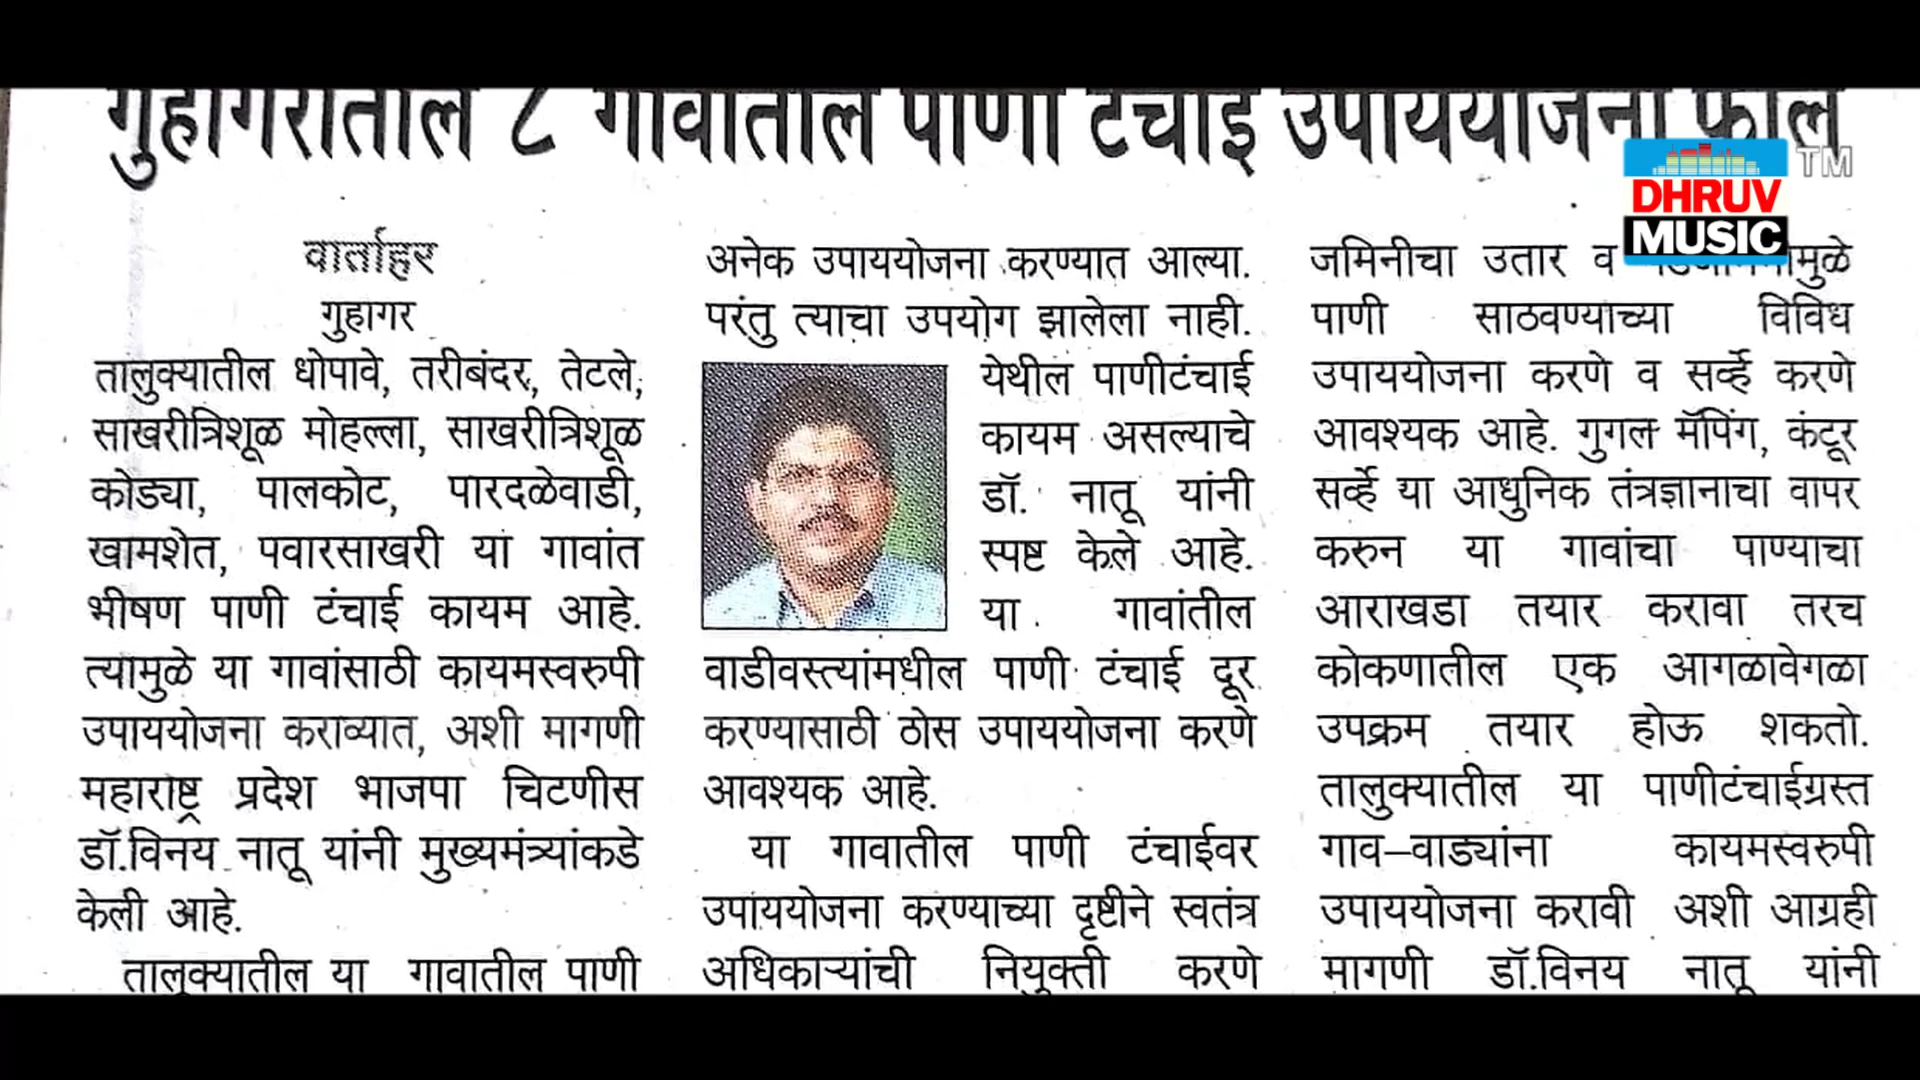 गुहागरातील ८ गावातील पाणी टंचाई उपाययोजना फोल
DHRUV
MUSIC
TM
वार्ताहर
गुहागर
तालुक्यातील धोपावे, तरीबंदर, तेटले,
साखरीत्रिशूळ मोहल्ला, साखरीत्रिशूळ
कोंड्या, पालकोट, पारदळेवाडी,
खामशेत, पवारसाखरी या गावांत
भीषण पाणी टंचाई कायम आहे.
त्यामुळे या गावांसाठी कायमस्वरुपी
उपाययोजना कराव्यात, अशी मागणी
महाराष्ट्र प्रदेश भाजपा चिटणीस
डॉ.विनय नातू यांनी मुख्यमंत्र्यांकडे
केली आहे.
तालुक्यातील या गावातील पाणी
अनेक उपाययोजना करण्यात आल्या.
परंतु त्याचा उपयोग झालेला नाही.
येथील पाणीटंचाई
कायम असल्याचे
डॉ. नातू यांनी
स्पष्ट केले आहे.
या गावांतील
वाडीवस्त्यांमधील पाणी टंचाई दूर
करण्यासाठी ठोस उपाययोजना करणे
आवश्यक आहे.
या गावातील पाणी टंचाईवर
उपाययोजना करण्याच्या दृष्टीने स्वतंत्र
अधिकाऱ्यांची नियुक्ती करणे
जमिनीचा उतार व
पाणी साठवण्याच्या विविध
उपाययोजना करणे व सर्व्हे करणे
आवश्यक आहे. गुगल मॅपिंग, कंटूर
सर्व्हे या आधुनिक तंत्रज्ञानाचा वापर
करुन या गावांचा पाण्याचा
आराखडा तयार करावा तरच
कोकणातील एक आगळावेगळा
उपक्रम तयार होऊ शकतो.
तालुक्यातील या पाणीटंचाईग्रस्त
गाव–वाड्यांना कायमस्वरुपी
उपाययोजना करावी अशी आग्रही
मागणी डॉ.विनय नातू यांनी